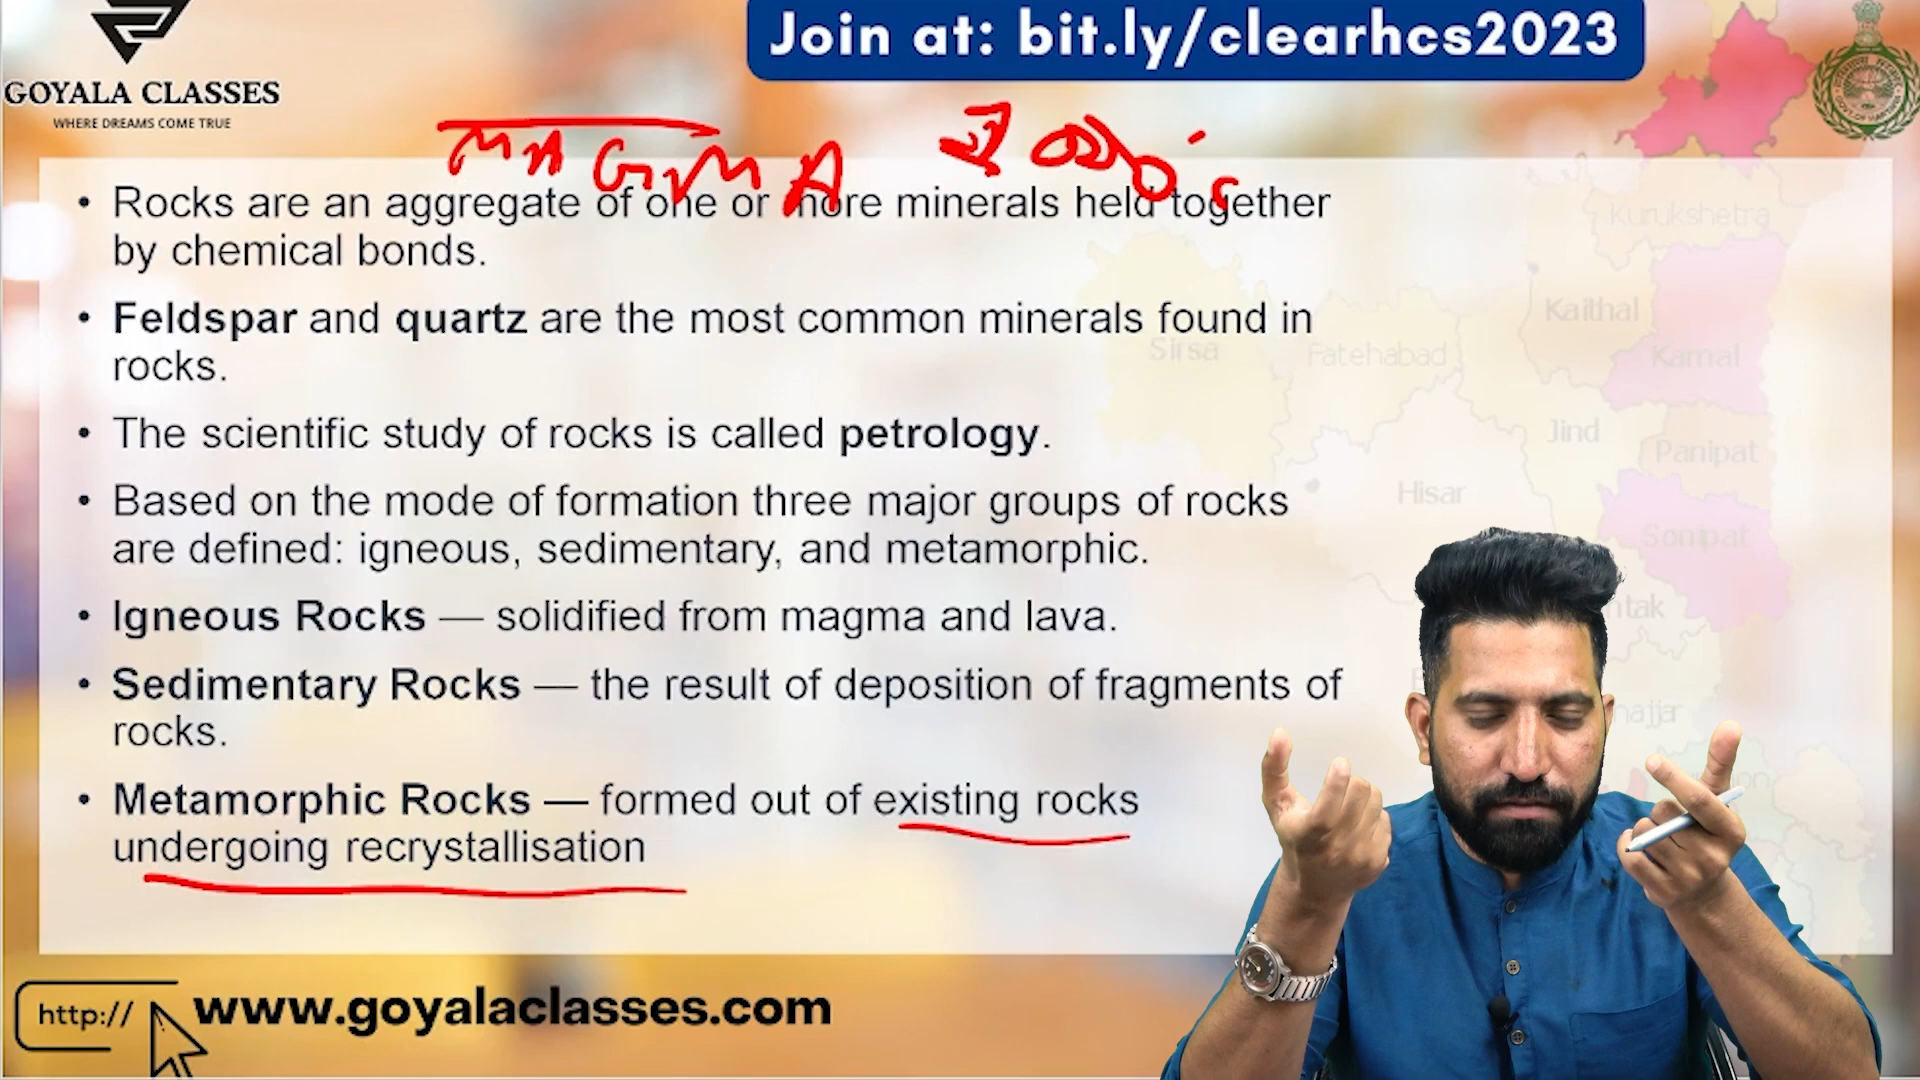 Join at: bit.ly/clearhcs2023
GOYALA CLASSES
WHERE DREAMS COME TRUE
MAGMA
• Rocks are an aggregate of one or more minerals held together
by chemical bonds.
• Feldspar and quartz are the most common minerals found in
rocks.
• The scientific study of rocks is called petrology.
• Based on the mode of formation three major groups of rocks
are defined: igneous, sedimentary, and metamorphic.
• Igneous Rocks — solidified from magma and lava.
• Sedimentary Rocks — the result of deposition of fragments of
rocks.
• Metamorphic Rocks — formed out of existing rocks
undergoing recrystallisation
Kurukshetra
Kaithal
Sirsa
Fatehabad
Karnal
Jind
Panipat
Hisar
Sonipat
http://
www.goyalaclasses.com